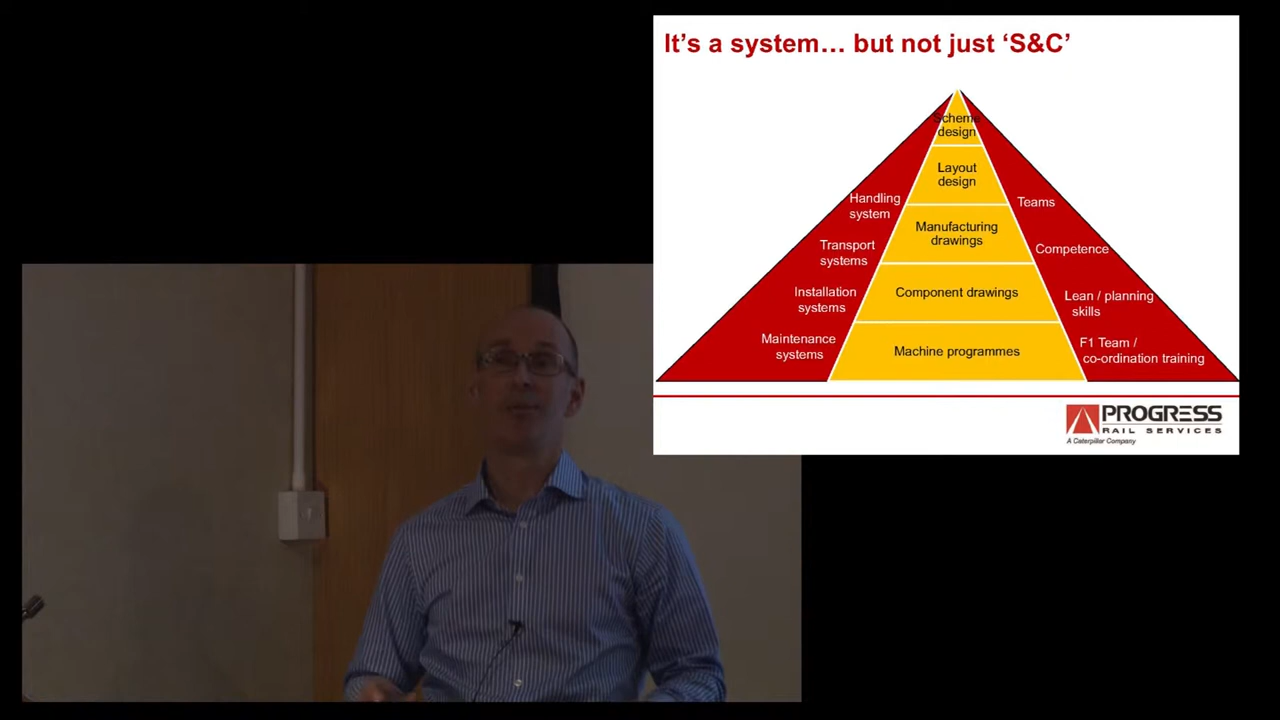 It's a system… but not just 'S&C'
Scheme
design
Layout
design
Manufacturing
drawings
Component drawings
Machine programmes
Handling
system
Transport
systems
Installation
systems
Maintenance
systems
Teams
Competence
Lean / planning
skills
F1 Team /
co-ordination training
PROGRESS
RAIL SERVICES
A Caterpillar Company